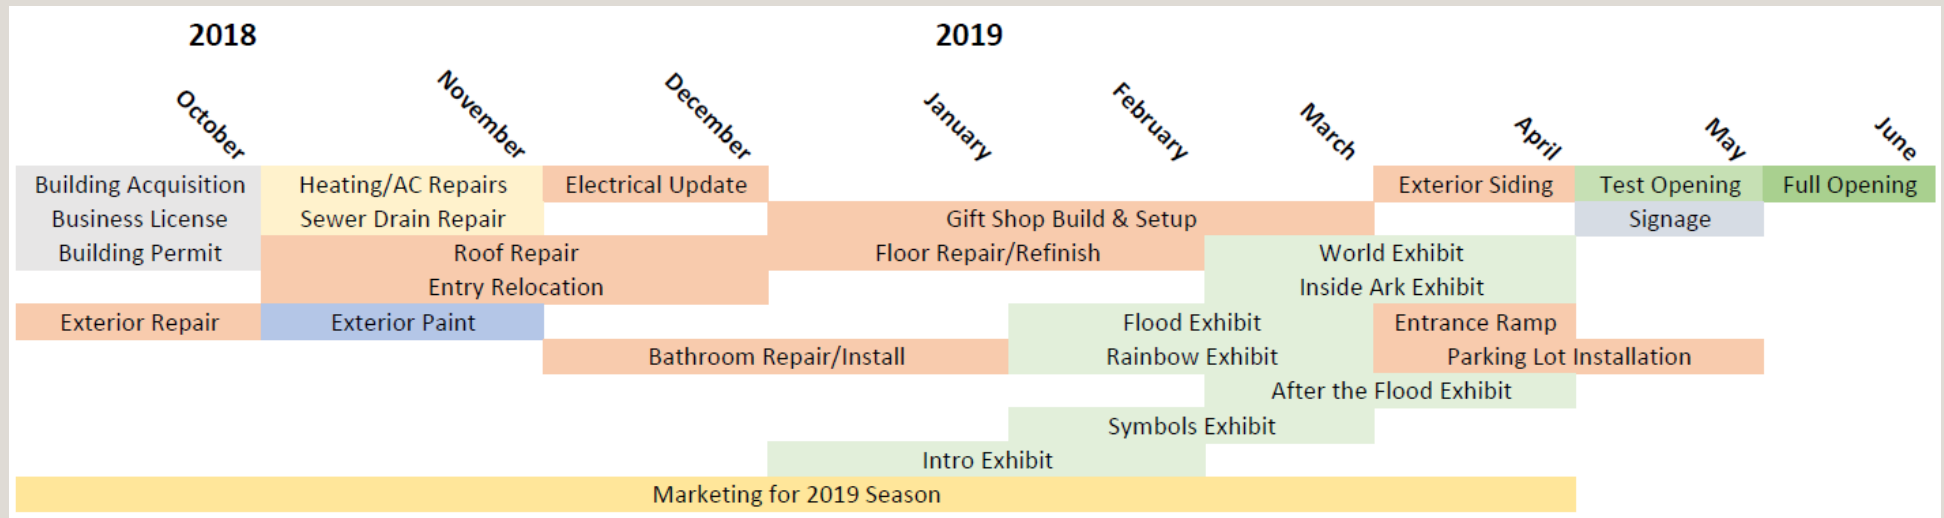 2018 2019
October November December January February March April May June
Building Acquisition Heating/AC Repairs Electrical Update Exterior Siding Test Opening Full Opening
Business License Sewer Drain Repair Gift Shop Build & Setup Signage
Building Permit Roof Repair Floor Repair/Refinish World Exhibit
Entry Relocation Inside Ark Exhibit
Exterior Repair Exterior Paint Flood Exhibit Entrance Ramp
Bathroom Repair/Install Rainbow Exhibit Parking Lot Installation
After the Flood Exhibit
Symbols Exhibit
Intro Exhibit
Marketing for 2019 Season